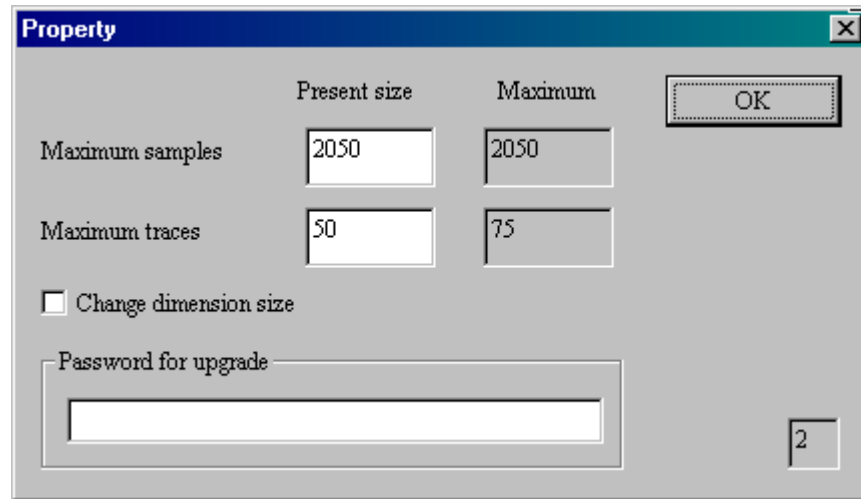 Property
Present size Maximum OK
Maximum samples 2050 2050
Maximum traces 50 75
Change dimension size
Password for upgrade
2